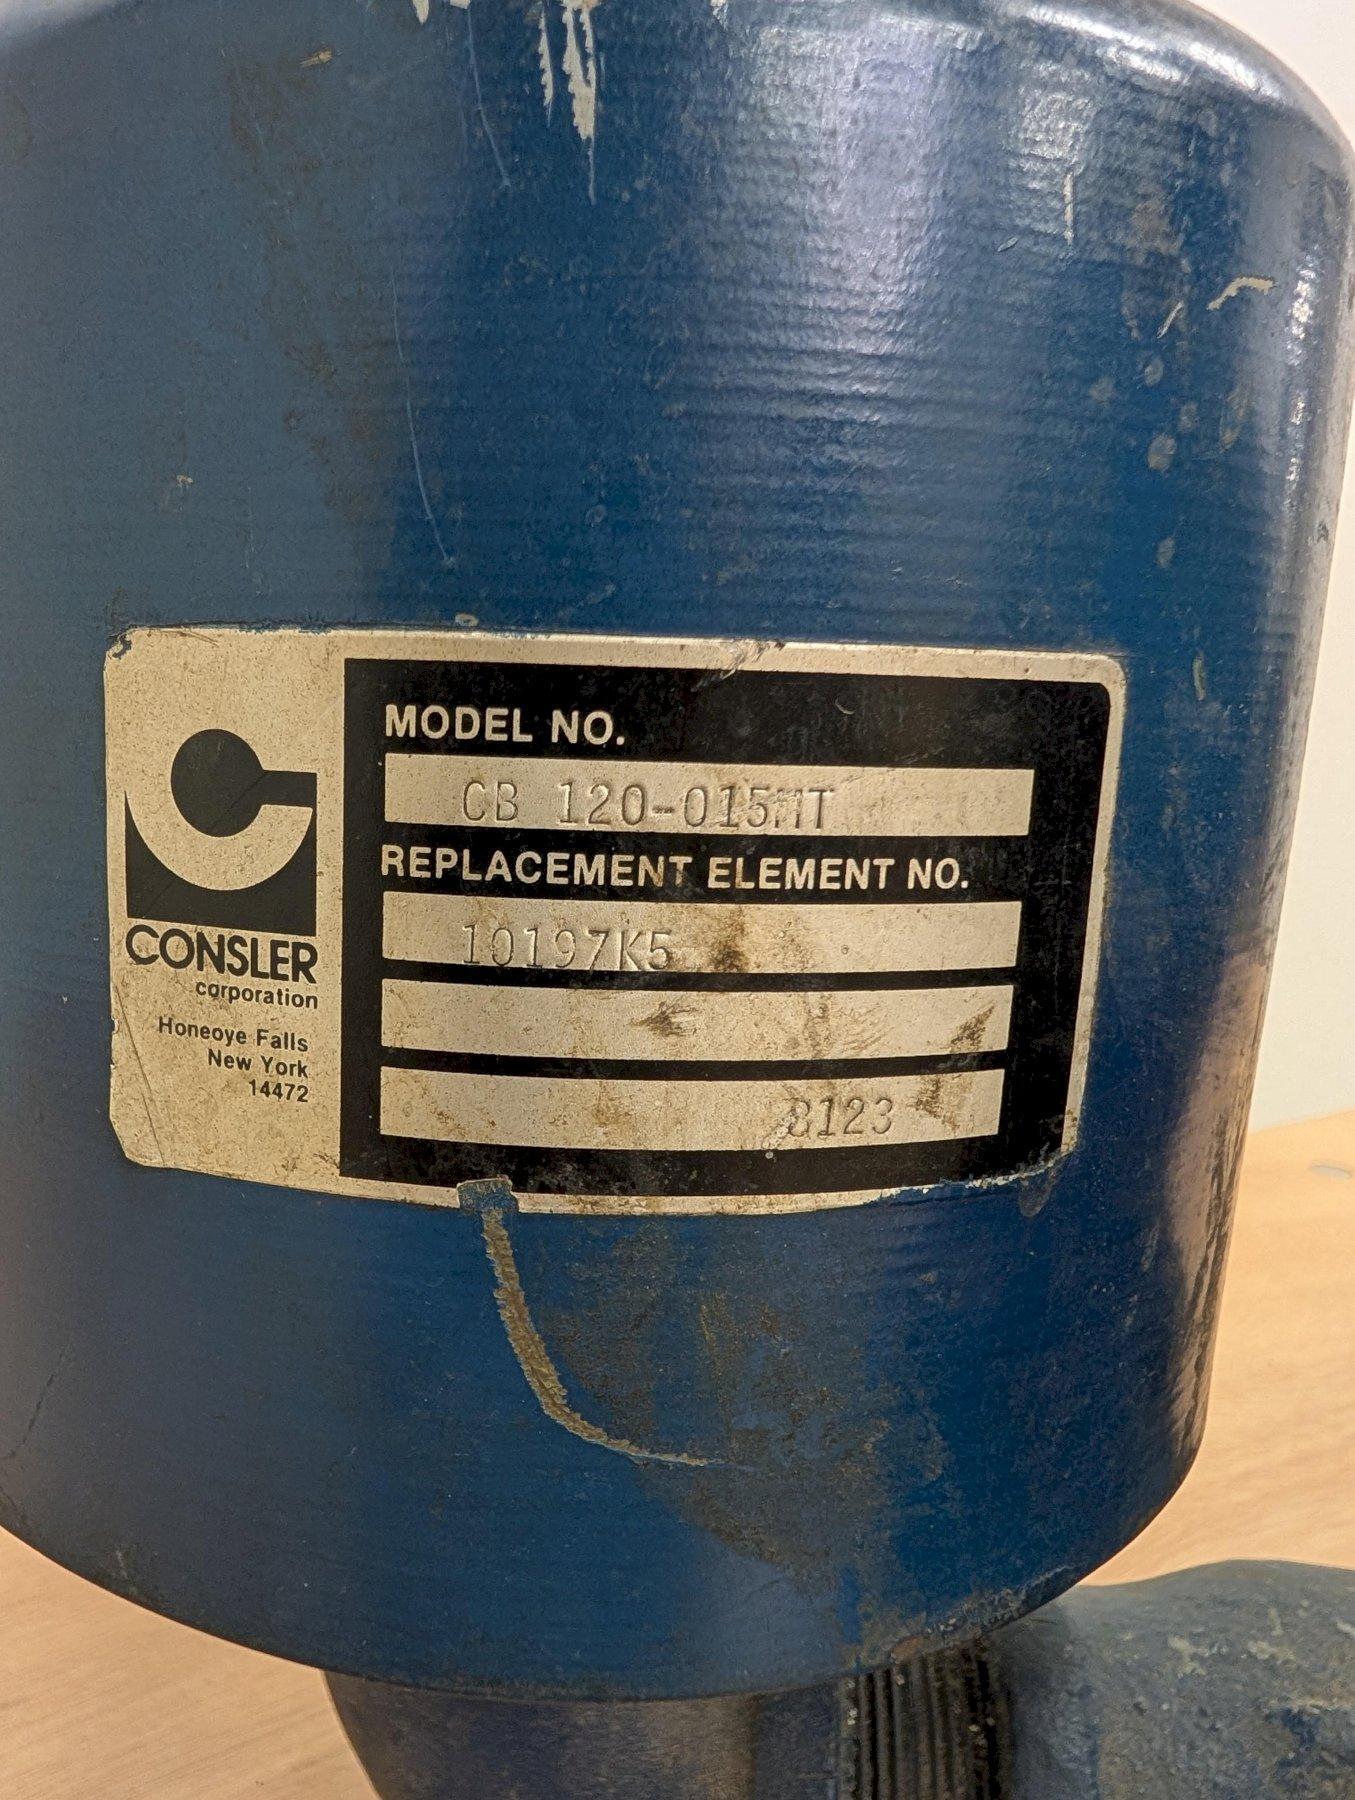 MODEL NO.
CB 120-015MT
REPLACEMENT ELEMENT NO.
10197K5
8123
CONSLER
corporation
Honeoye Falls
New York
14472